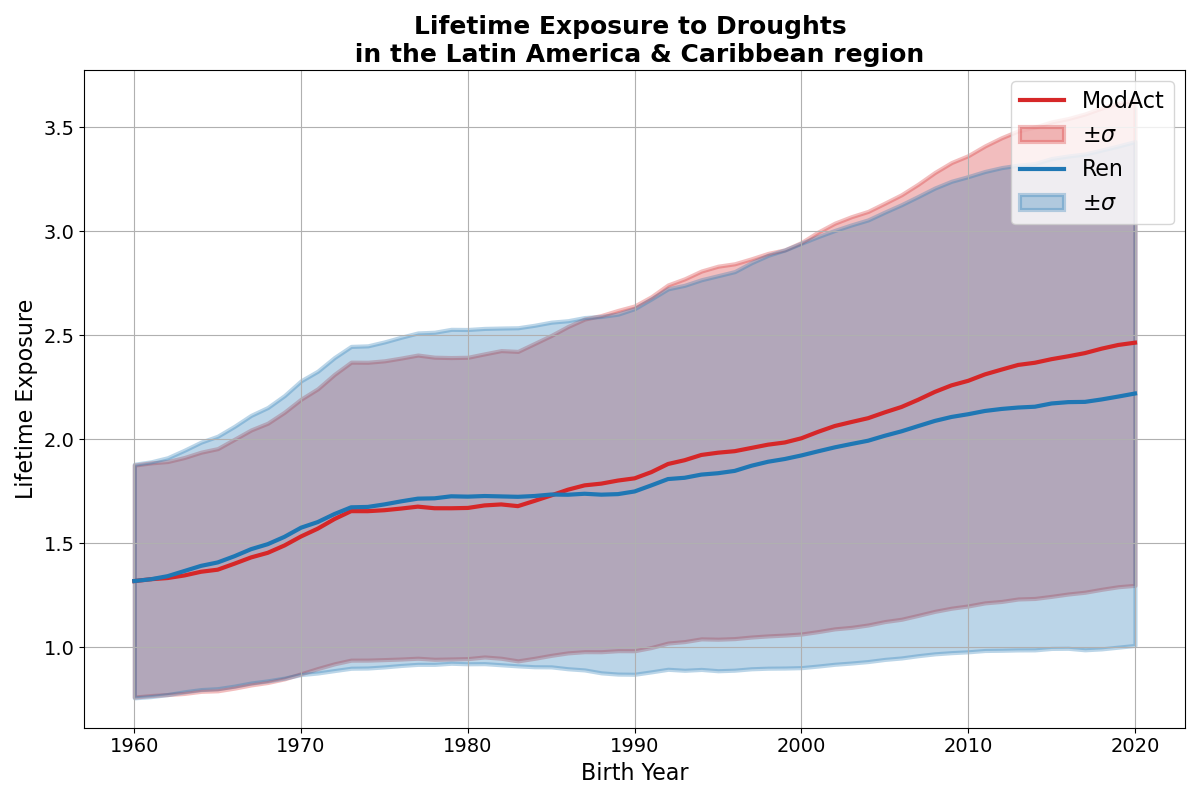 Lifetime Exposure to Droughts
in the Latin America & Caribbean region
ModAct
±σ
Ren
±σ
Lifetime Exposure
3.5
3.0
2.5
2.0
1.5
1.0
1960 1970 1980 1990 2000 2010 2020
Birth Year